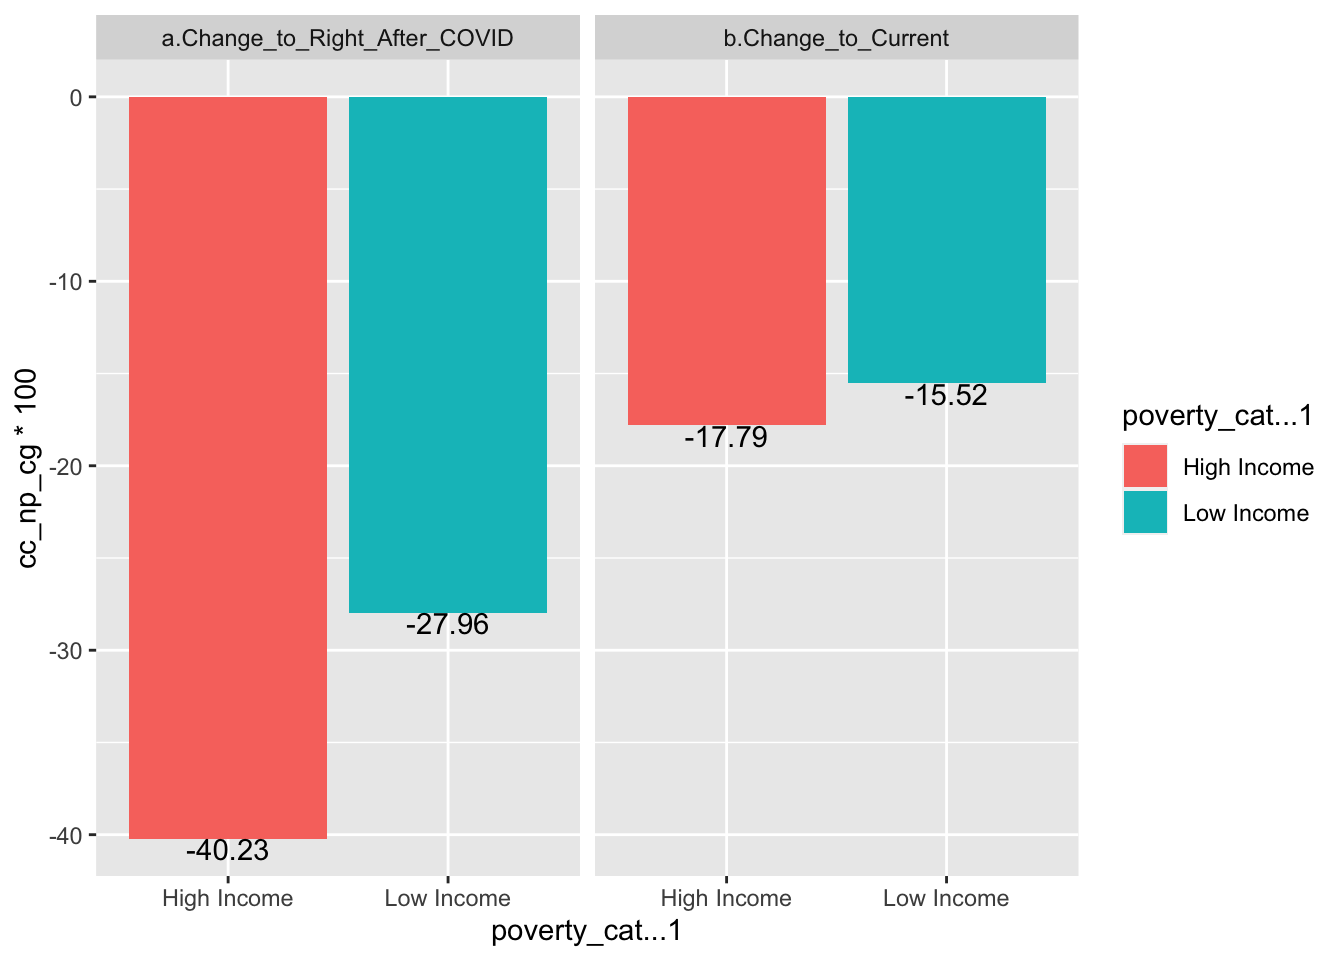 a.Change_to_Right_After_COVID
b.Change_to_Current
cc_np_cg * 100
0
-10
-20
-30
-40
-40.23
-27.96
-17.79
-15.52
High Income
Low Income
High Income
Low Income
poverty_cat...1
poverty_cat...1
High Income
Low Income